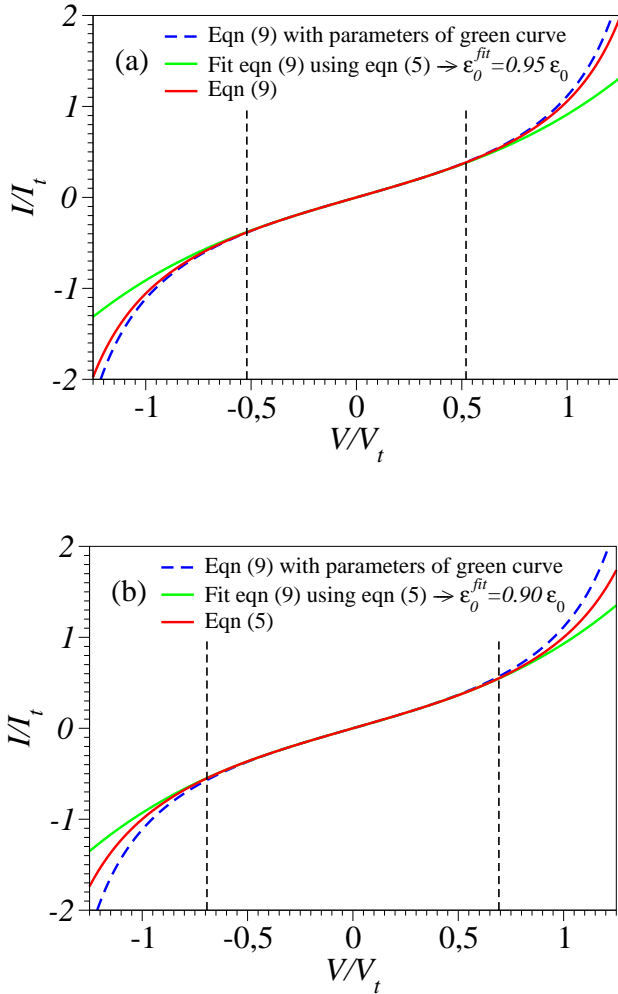 2
(a)
Eqn (9) with parameters of green curve
Fit eqn (9) using eqn (5) → ε₀ᶠⁱᵗ=0.95 ε₀
Eqn (9)
1
I/Iₜ
0
-1
-2
-1 -0,5 0 0,5 1
V/Vₜ
2
(b)
Eqn (9) with parameters of green curve
Fit eqn (9) using eqn (5) → ε₀ᶠⁱᵗ=0.90 ε₀
Eqn (5)
1
I/Iₜ
0
-1
-2
-1 -0,5 0 0,5 1
V/Vₜ